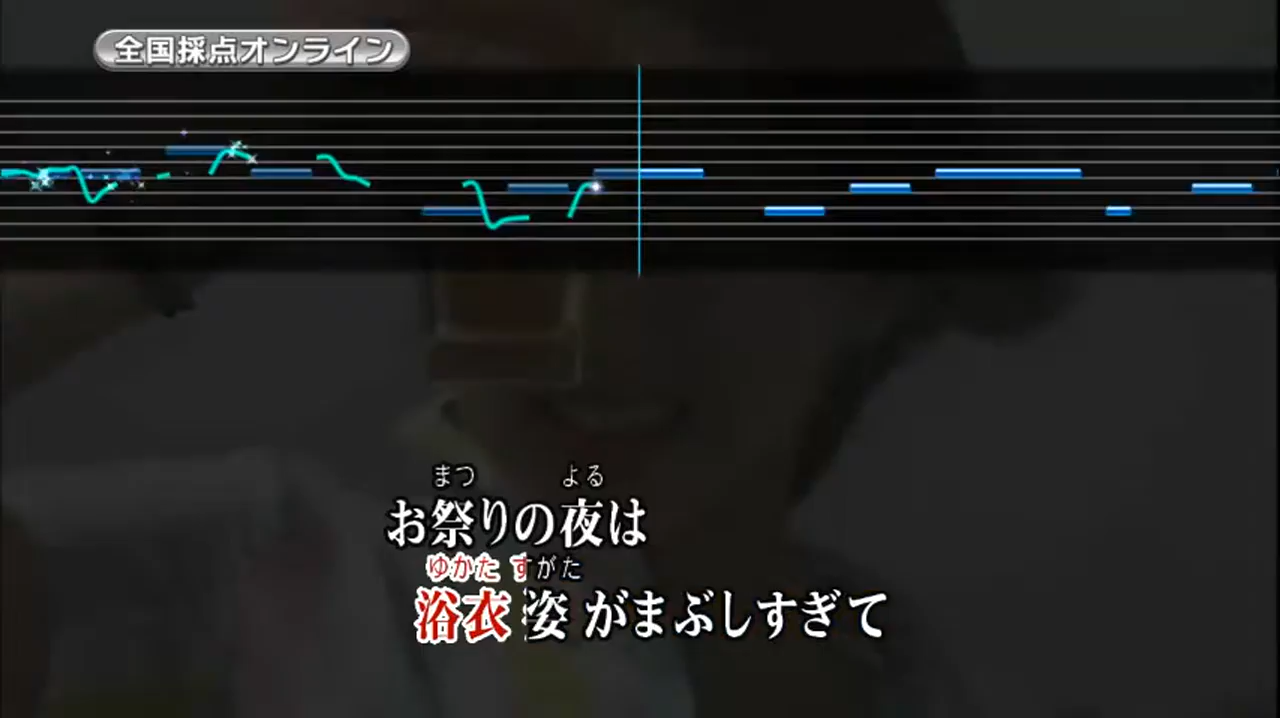 全国採点オンライン
まつ よる
お祭りの夜は
ゆかた すがた
浴衣姿がまぶしすぎて